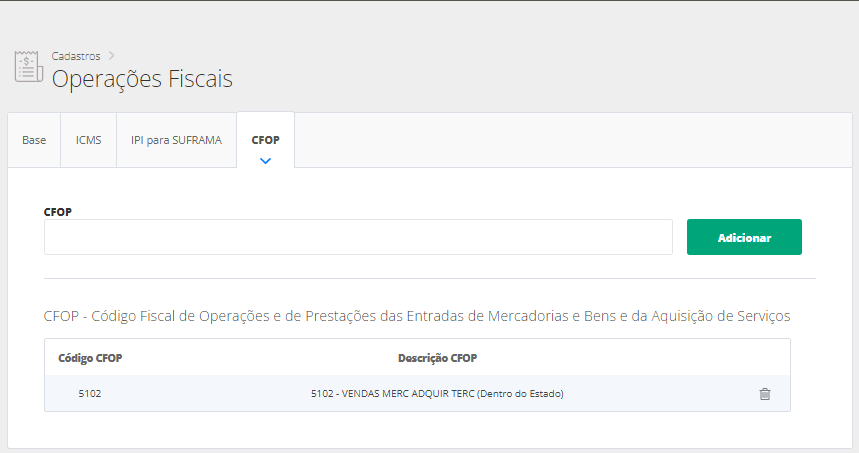 Cadastros
Operações Fiscais
Base ICMS IPI para SUFRAMA CFOP
CFOP
Adicionar
CFOP - Código Fiscal de Operações e de Prestações das Entradas de Mercadorias e Bens e da Aquisição de Serviços
Código CFOP Descrição CFOP
5102 5102 - VENDAS MERC ADQUIR TERC (Dentro do Estado)